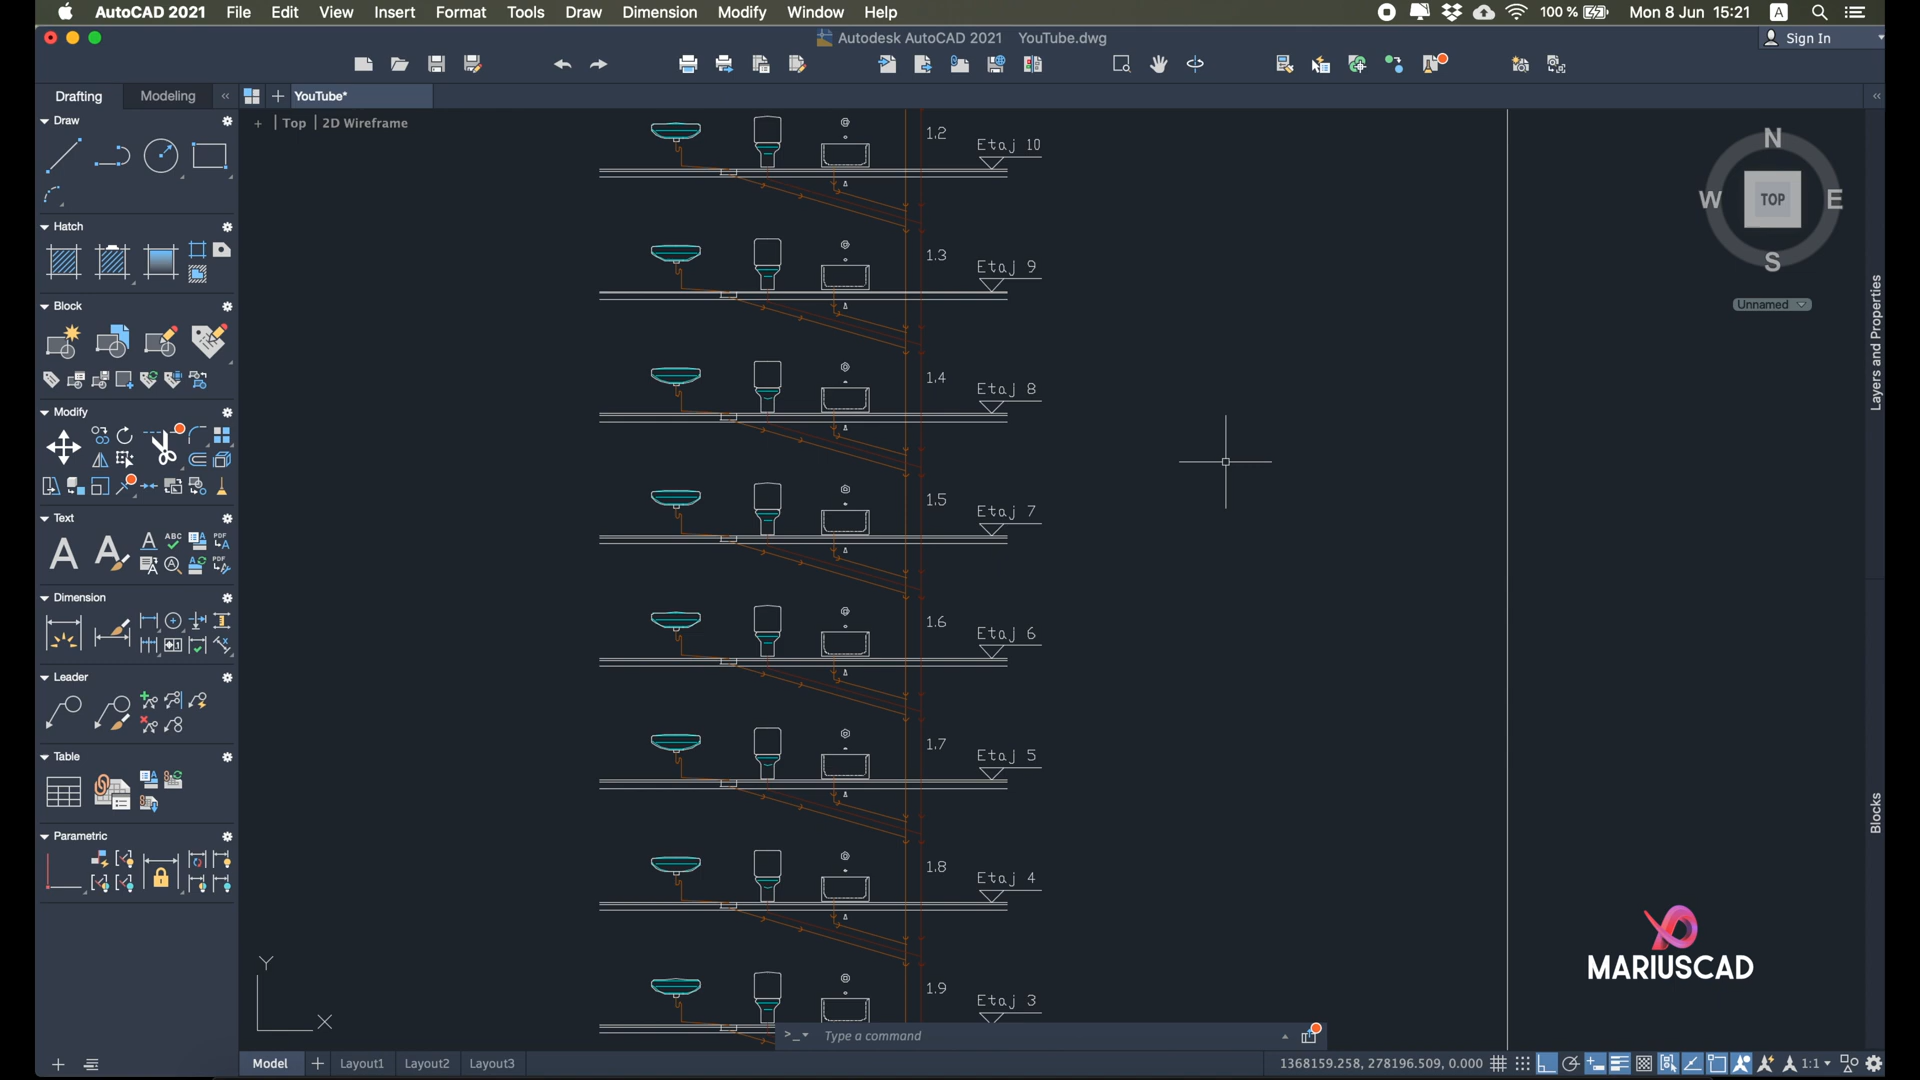 AutoCAD 2021 File Edit View Insert Format Tools Draw Dimension Modify Window Help 100 % Mon 8 Jun 15:21 A
Autodesk AutoCAD 2021 YouTube.dwg
Sign In
Drafting Modeling « + YouTube* «
Draw
+ | Top | 2D Wireframe
Hatch
Block
Modify
Text
A A A ABC PDF
Dimension
Leader
Table
Parametric
1.2 Etaj 10
1.3 Etaj 9
1.4 Etaj 8
1.5 Etaj 7
1.6 Etaj 6
1.7 Etaj 5
1.8 Etaj 4
1.9 Etaj 3
N
W TOP E
S
Unnamed
Layers and Properties
Blocks
MARIUSCAD
Y
X
>_ Type a command
Model + Layout1 Layout2 Layout3 1368159.258, 278196.509, 0.000 1:1